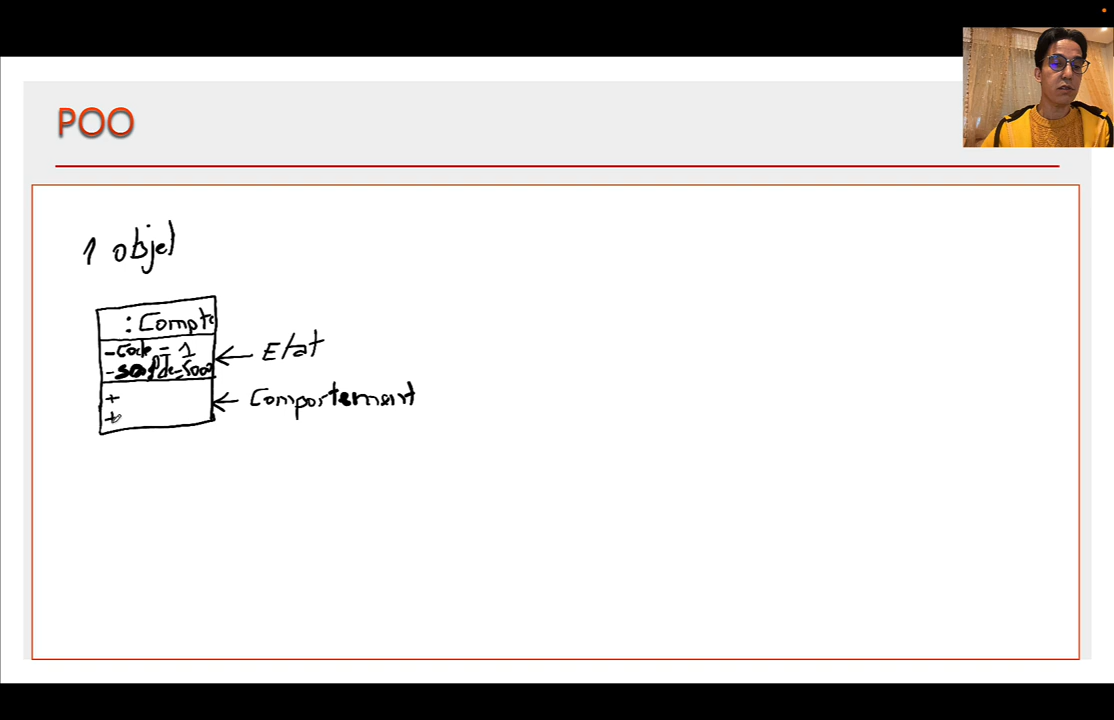 POO
1 objet
: Compte
- Code = 1
- solde = 5000
← Etat
+
← Comportement
+